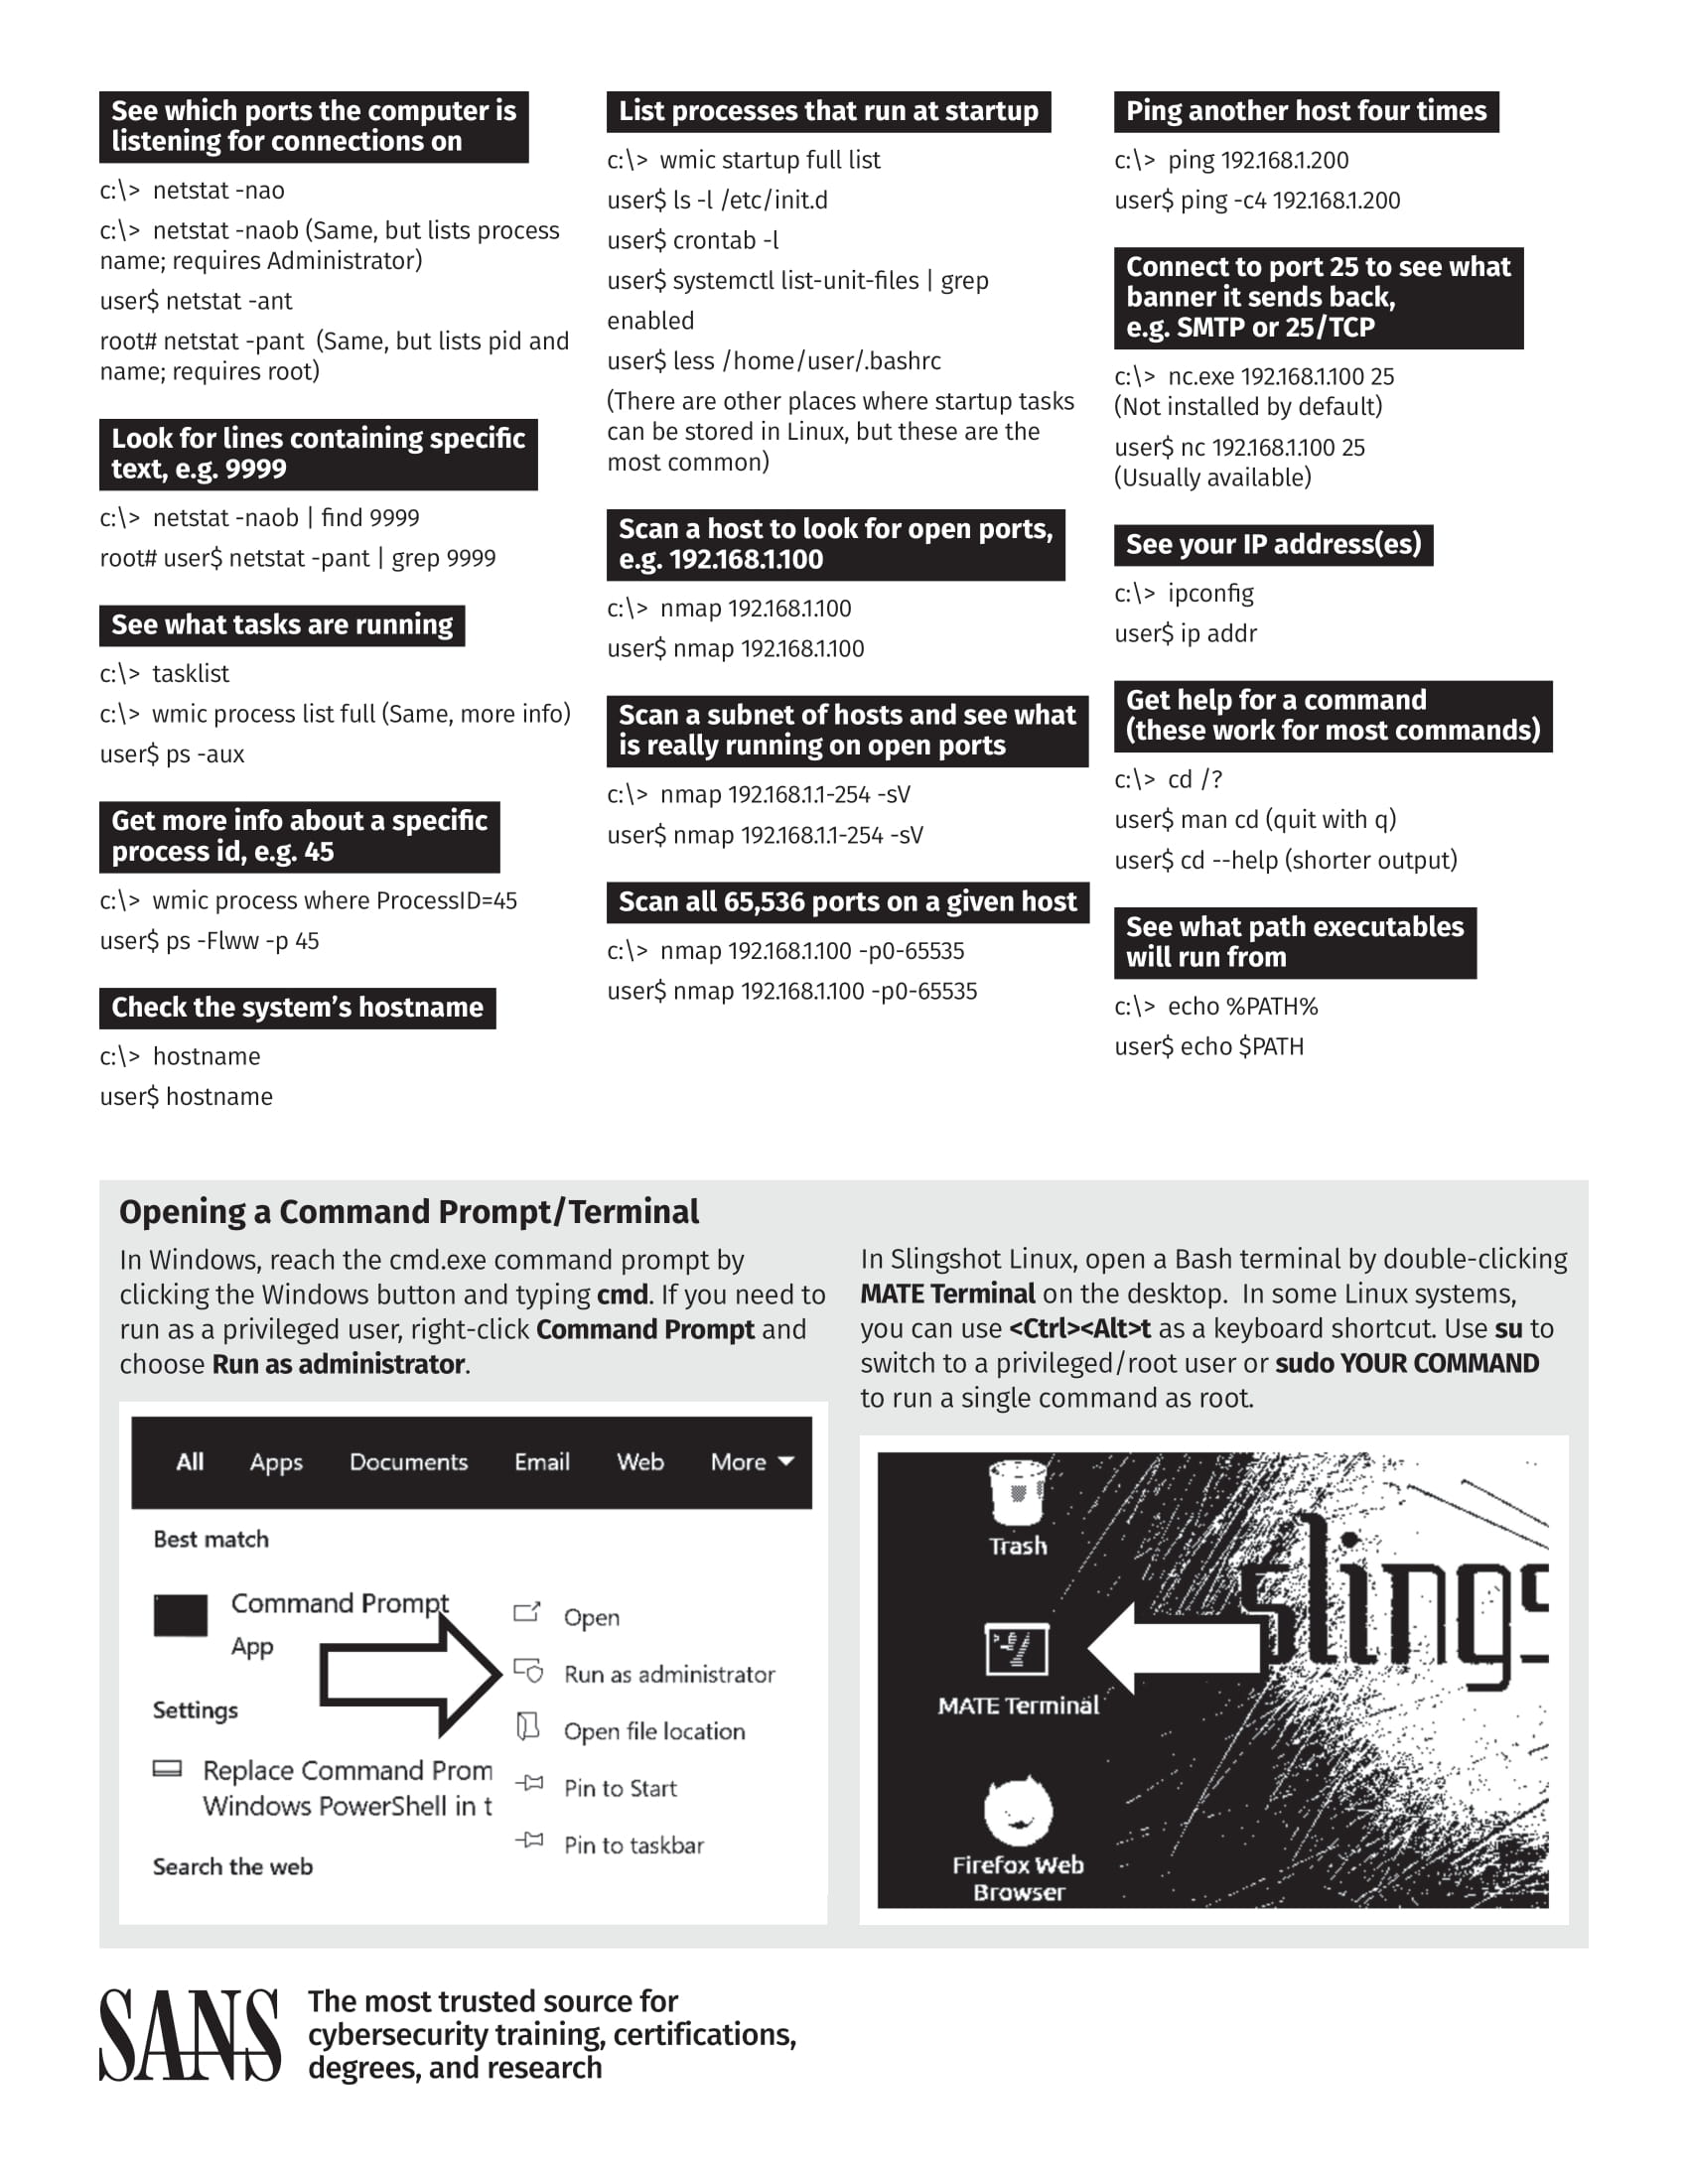 See which ports the computer is
listening for connections on
c:\> netstat -nao
c:\> netstat -naob (Same, but lists process
name; requires Administrator)
user$ netstat -ant
root# netstat -pant (Same, but lists pid and
name; requires root)
Look for lines containing specific
text, e.g. 9999
c:\> netstat -naob | find 9999
root# user$ netstat -pant | grep 9999
See what tasks are running
c:\> tasklist
c:\> wmic process list full (Same, more info)
user$ ps -aux
Get more info about a specific
process id, e.g. 45
c:\> wmic process where ProcessID=45
user$ ps -Flww -p 45
Check the system's hostname
c:\> hostname
user$ hostname
List processes that run at startup
c:\> wmic startup full list
user$ ls -l /etc/init.d
user$ crontab -l
user$ systemctl list-unit-files | grep
enabled
user$ less /home/user/.bashrc
(There are other places where startup tasks
can be stored in Linux, but these are the
most common)
Scan a host to look for open ports,
e.g. 192.168.1.100
c:\> nmap 192.168.1.100
user$ nmap 192.168.1.100
Scan a subnet of hosts and see what
is really running on open ports
c:\> nmap 192.168.1.1-254 -sV
user$ nmap 192.168.1.1-254 -sV
Scan all 65,536 ports on a given host
c:\> nmap 192.168.1.100 -p0-65535
user$ nmap 192.168.1.100 -p0-65535
Ping another host four times
c:\> ping 192.168.1.200
user$ ping -c4 192.168.1.200
Connect to port 25 to see what
banner it sends back,
e.g. SMTP or 25/TCP
c:\> nc.exe 192.168.1.100 25
(Not installed by default)
user$ nc 192.168.1.100 25
(Usually available)
See your IP address(es)
c:\> ipconfig
user$ ip addr
Get help for a command
(these work for most commands)
c:\> cd /?
user$ man cd (quit with q)
user$ cd --help (shorter output)
See what path executables
will run from
c:\> echo %PATH%
user$ echo $PATH
Opening a Command Prompt/Terminal
In Windows, reach the cmd.exe command prompt by
clicking the Windows button and typing cmd. If you need to
run as a privileged user, right-click Command Prompt and
choose Run as administrator.
All Apps Documents Email Web More
Best match
Command Prompt
App
Settings
Replace Command Prom
Windows PowerShell in t
Search the web
Open
Run as administrator
Open file location
Pin to Start
Pin to taskbar
In Slingshot Linux, open a Bash terminal by double-clicking
MATE Terminal on the desktop. In some Linux systems,
you can use <Ctrl><Alt>t as a keyboard shortcut. Use su to
switch to a privileged/root user or sudo YOUR COMMAND
to run a single command as root.
Trash
slings
MATE Terminal
Firefox Web
Browser
SANS
The most trusted source for
cybersecurity training, certifications,
degrees, and research